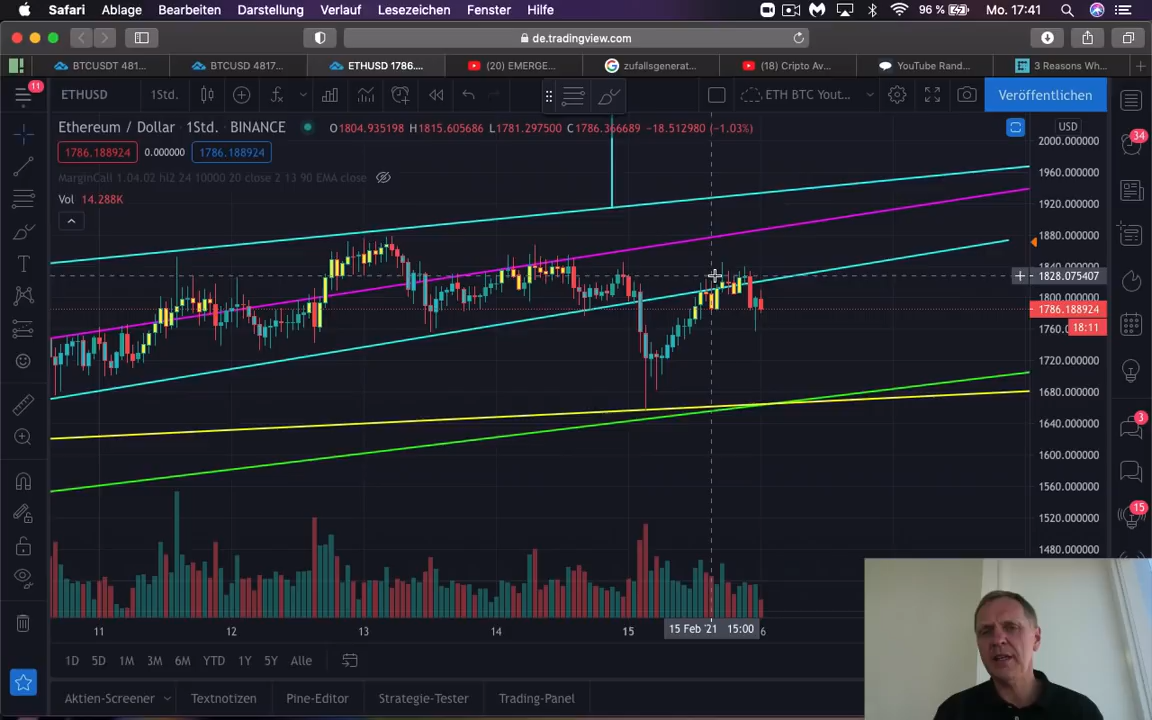 Safari Ablage Bearbeiten Darstellung Verlauf Lesezeichen Fenster Hilfe 96 % Mo. 17:41
de.tradingview.com
BTCUSDT 481... BTCUSD 4817... ETHUSD 1786.... (20) EMERGE... zufallsgenerat... (18) Cripto Av... YouTube Rand... 3 Reasons Wh...
11 ETHUSD 1Std. ETH BTC Yout... Veröffentlichen
Ethereum / Dollar · 1Std. · BINANCE O1804.935198 H1815.605686 L1781.297500 C1786.366689 -18.512980 (-1.03%) USD
1786.188924 0.000000 1786.188924
MarginCall 1.04.02 hl2 24 10000 20 close 2 13 90 EMA close
Vol 14.288K
2000.000000
1960.000000
1920.000000
1880.000000
1828.075407
1800.000000
1786.188924
18:11
1720.000000
1680.000000
1640.000000
1600.000000
1560.000000
1520.000000
1480.000000
34
3
15
11 12 13 14 15 15 Feb '21 15:00 6
1D 5D 1M 3M 6M YTD 1Y 5Y Alle
Aktien-Screener Textnotizen Pine-Editor Strategie-Tester Trading-Panel